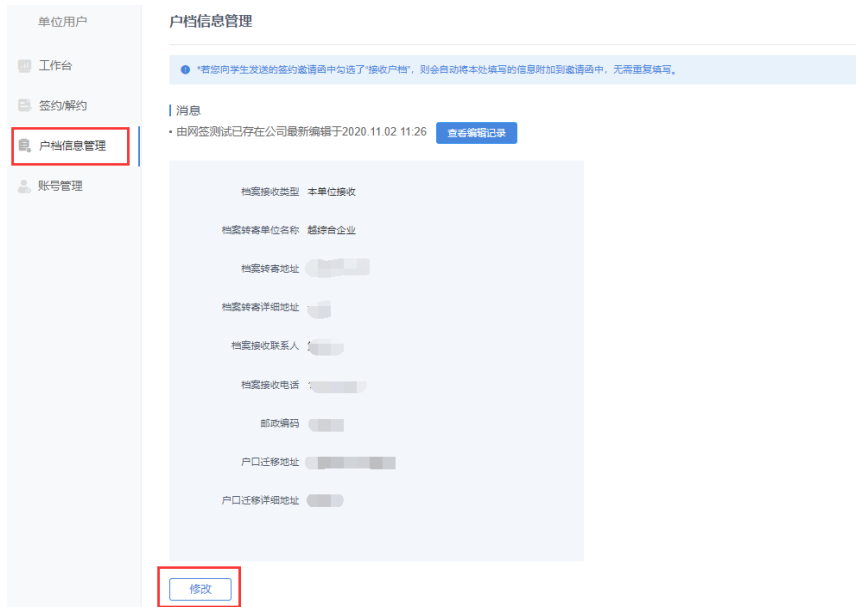 单位用户
工作台
签约/解约
户档信息管理
账号管理
户档信息管理
*若您向学生发送的签约邀请函中勾选了"接收户档"，则会自动将本处填写的信息附加到邀请函中，无需重复填写。
消息
• 由网签测试已存在公司最新编辑于2020.11.02 11:26 查看编辑记录
档案接收类型 本单位接收
档案转寄单位名称 越综合企业
档案转寄地址
档案转寄详细地址
档案接收联系人
档案接收电话
邮政编码
户口迁移地址
户口迁移详细地址
修改